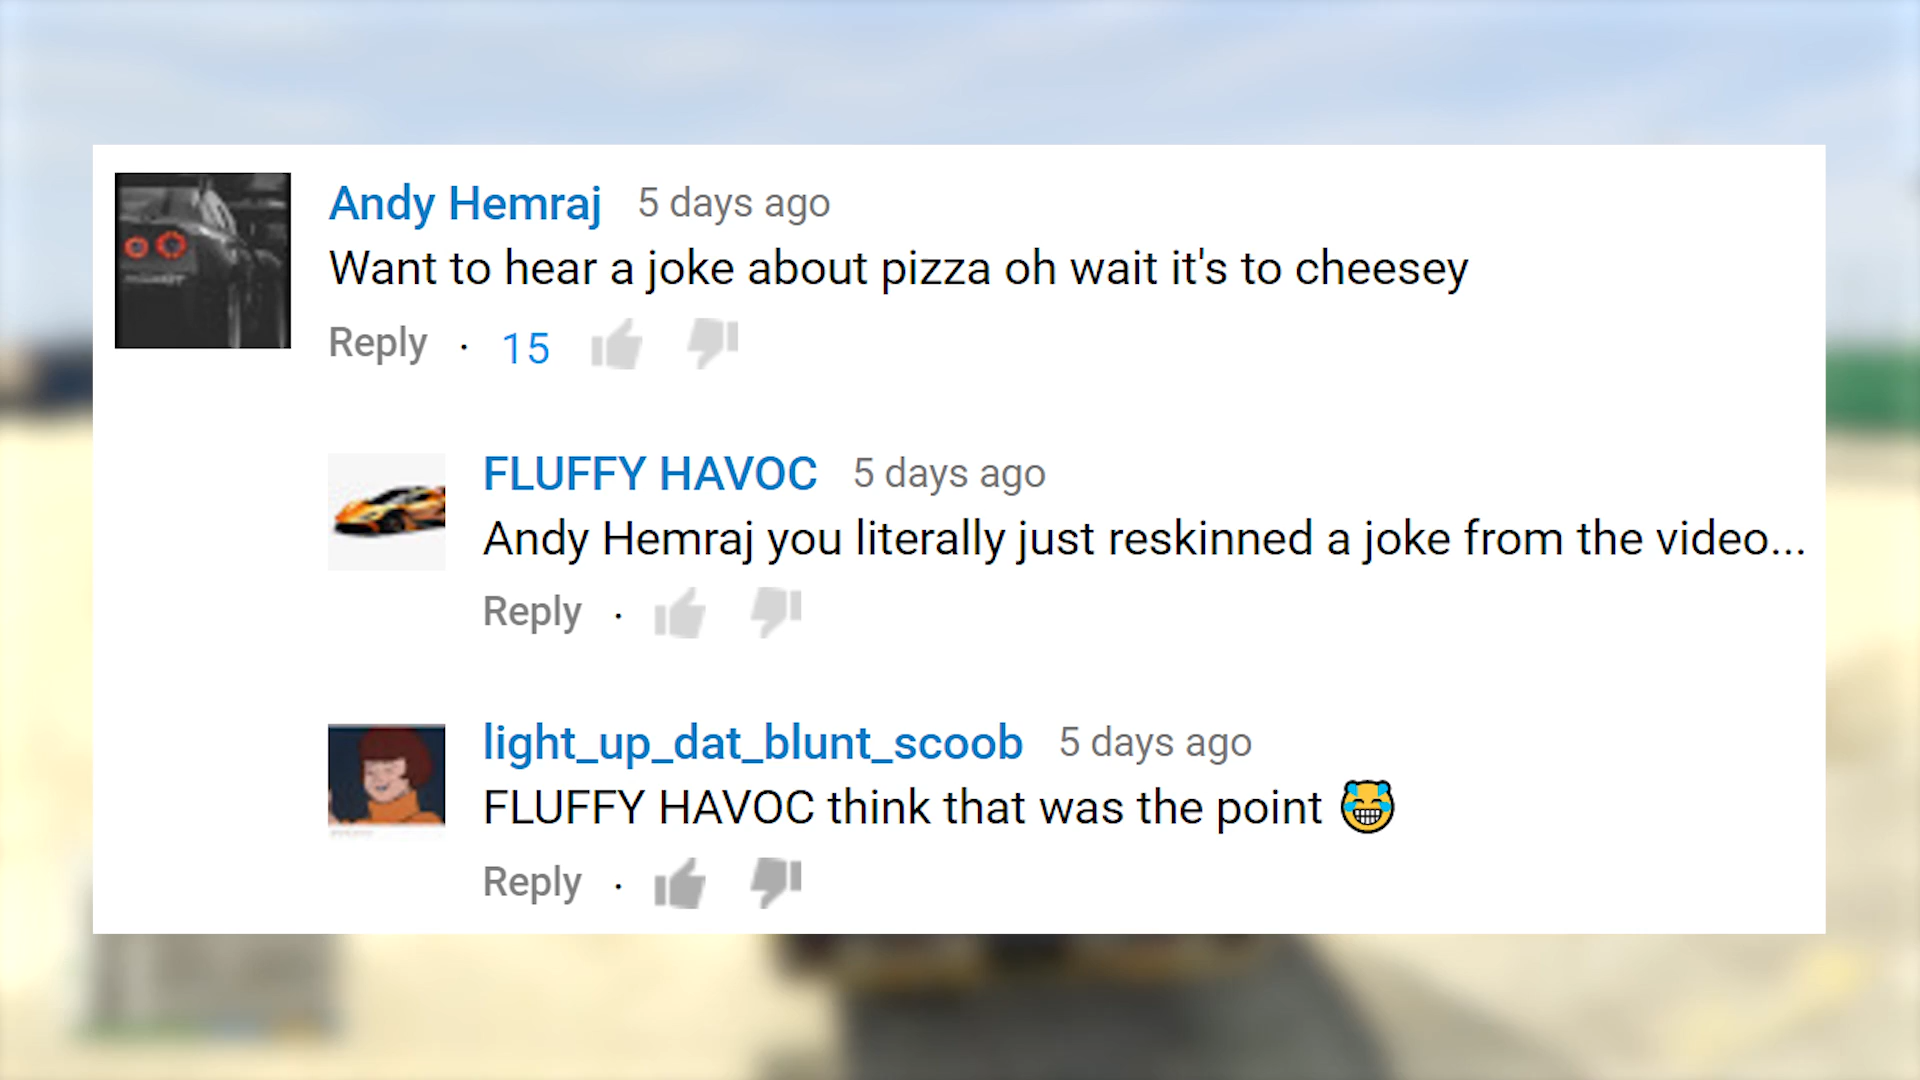 Andy Hemraj 5 days ago
Want to hear a joke about pizza oh wait it's to cheesey
Reply · 15
FLUFFY HAVOC 5 days ago
Andy Hemraj you literally just reskinned a joke from the video...
Reply ·
light_up_dat_blunt_scoob 5 days ago
FLUFFY HAVOC think that was the point 😹
Reply ·